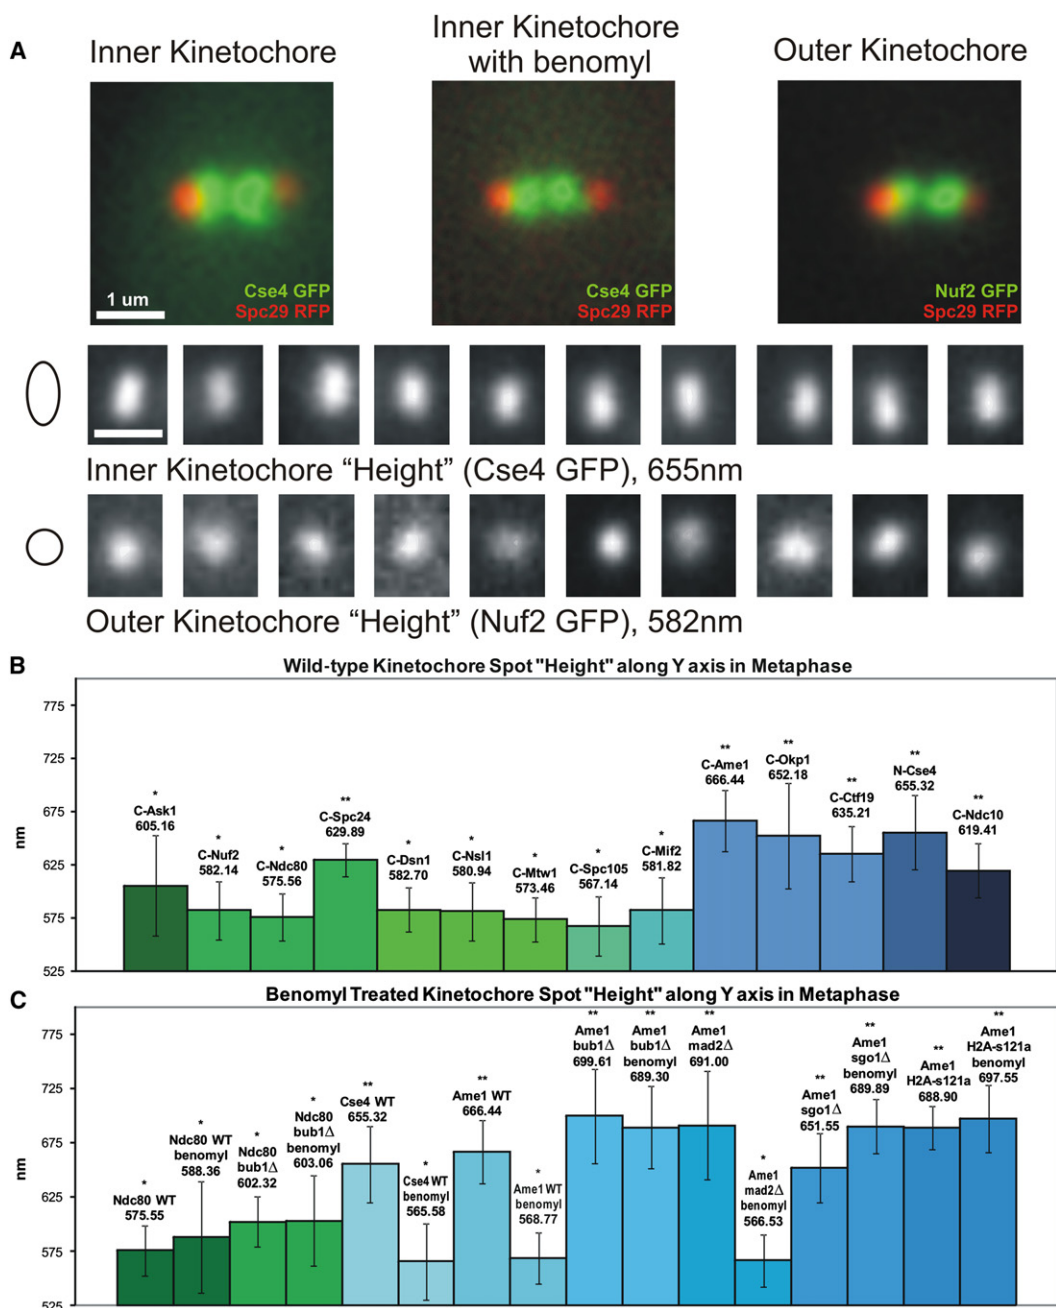 A
Inner Kinetochore
Inner Kinetochore
with benomyl
Outer Kinetochore
1 um
Cse4 GFP
Spc29 RFP
Cse4 GFP
Spc29 RFP
Nuf2 GFP
Spc29 RFP
Inner Kinetochore “Height” (Cse4 GFP), 655nm
Outer Kinetochore “Height” (Nuf2 GFP), 582nm
B
Wild-type Kinetochore Spot "Height" along Y axis in Metaphase
nm
775
725
675
625
575
525
*
C-Ask1
605.16
*
C-Nuf2
582.14
*
C-Ndc80
575.56
**
C-Spc24
629.89
*
C-Dsn1
582.70
*
C-Nsl1
580.94
*
C-Mtw1
573.46
*
C-Spc105
567.14
*
C-Mif2
581.82
**
C-Ame1
666.44
**
C-Okp1
652.18
**
C-Ctf19
635.21
**
N-Cse4
655.32
**
C-Ndc10
619.41
C
Benomyl Treated Kinetochore Spot "Height" along Y axis in Metaphase
nm
775
725
675
625
575
525
*
Ndc80 WT
575.55
*
Ndc80 WT
benomyl
588.36
*
Ndc80
bub1Δ
602.32
*
Ndc80
bub1Δ
benomyl
603.06
**
Cse4 WT
655.32
*
Cse4 WT
benomyl
565.58
**
Ame1 WT
666.44
*
Ame1 WT
benomyl
568.77
**
Ame1
bub1Δ
699.61
**
Ame1
bub1Δ
benomyl
689.30
**
Ame1
mad2Δ
691.00
*
Ame1
mad2Δ
benomyl
566.53
**
Ame1
sgo1Δ
651.55
**
Ame1
sgo1Δ
benomyl
689.89
**
Ame1
H2A-s121a
688.90
**
Ame1
H2A-s121a
benomyl
697.55